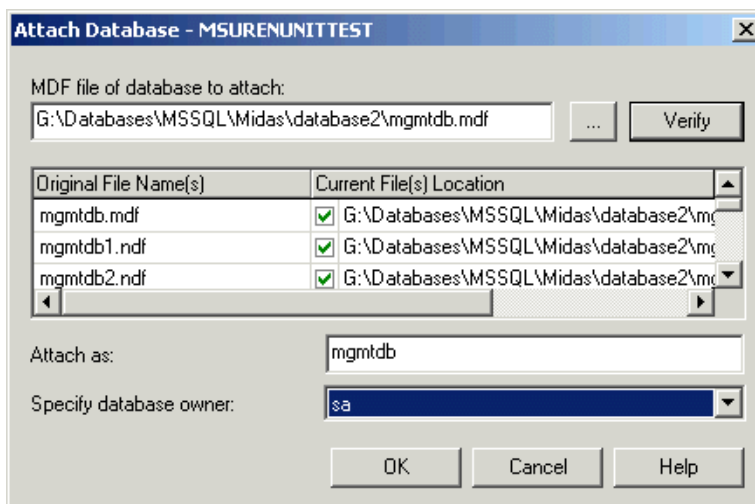 Attach Database - MSURENUNITTEST
MDF file of database to attach:
G:\Databases\MSSQL\Midas\database2\mgmtdb.mdf ... Verify
Original File Name(s) Current File(s) Location
mgmtdb.mdf G:\Databases\MSSQL\Midas\database2\mg
mgmtdb1.ndf G:\Databases\MSSQL\Midas\database2\mg
mgmtdb2.ndf G:\Databases\MSSQL\Midas\database2\mg
Attach as: mgmtdb
Specify database owner: sa
OK Cancel Help